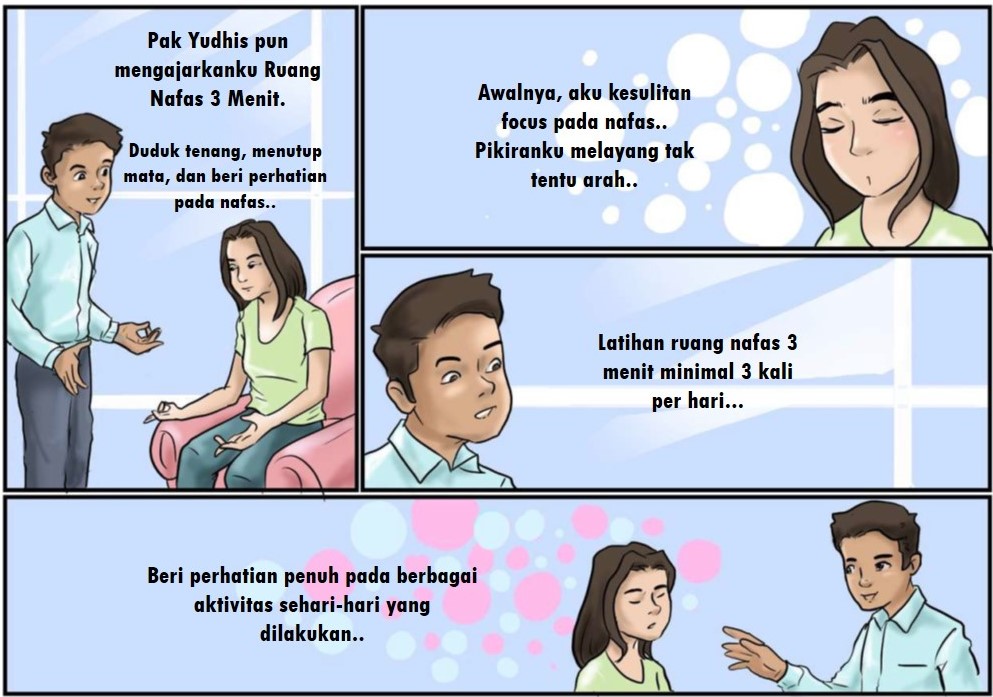 Pak Yudhis pun
mengajarkanku Ruang
Nafas 3 Menit.
Duduk tenang, menutup
mata, dan beri perhatian
pada nafas..
Awalnya, aku kesulitan
focus pada nafas..
Pikiranku melayang tak
tentu arah..
Latihan ruang nafas 3
menit minimal 3 kali
per hari...
Beri perhatian penuh pada berbagai
aktivitas sehari-hari yang
dilakukan..